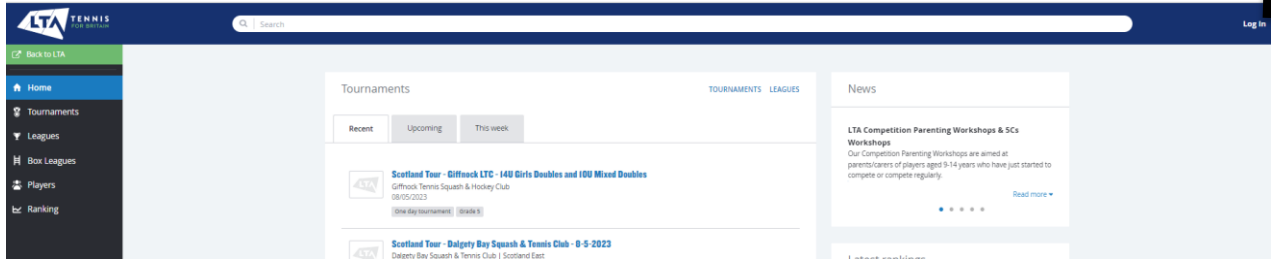 LTA TENNIS
FOR BRITAIN
Search
Log In
Back to LTA
Home
Tournaments
Leagues
Box Leagues
Players
Ranking
Tournaments
TOURNAMENTS LEAGUES
Recent Upcoming This week
LTA
Scotland Tour - Giffnock LTC - 14U Girls Doubles and 10U Mixed Doubles
Giffnock Tennis Squash & Hockey Club
08/05/2023
One day tournament Grade 5
LTA
Scotland Tour - Dalgety Bay Squash & Tennis Club - 8-5-2023
Dalgety Bay Squash & Tennis Club | Scotland East
News
LTA Competition Parenting Workshops & 5Cs
Workshops
Our Competition Parenting Workshops are aimed at
parents/carers of players aged 9-14 years who have just started to
compete or compete regularly.
Read more
Latest rankings